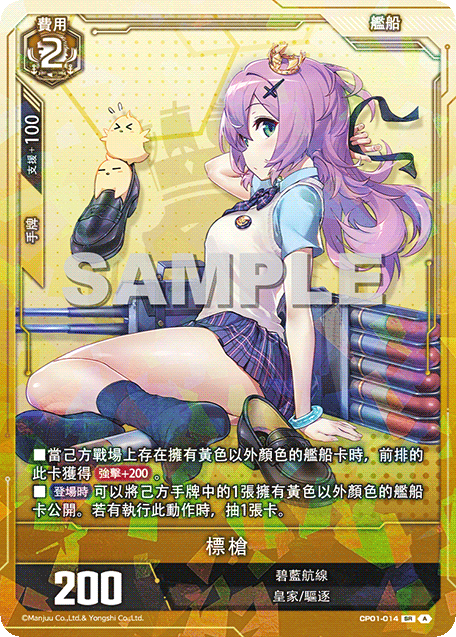 費用
2
艦船
支援+100
手牌
SAMPLE
■當己方戰場上存在擁有黃色以外顏色的艦船卡時，前排的
此卡獲得 強擊+200 。
■ 登場時 可以將己方手牌中的1張擁有黃色以外顏色的艦船
卡公開。若有執行此動作時，抽1張卡。
標槍
200
碧藍航線
皇家/驅逐
©Manjuu Co.,Ltd.& Yongshi Co.,Ltd.
CP01-014 SR A